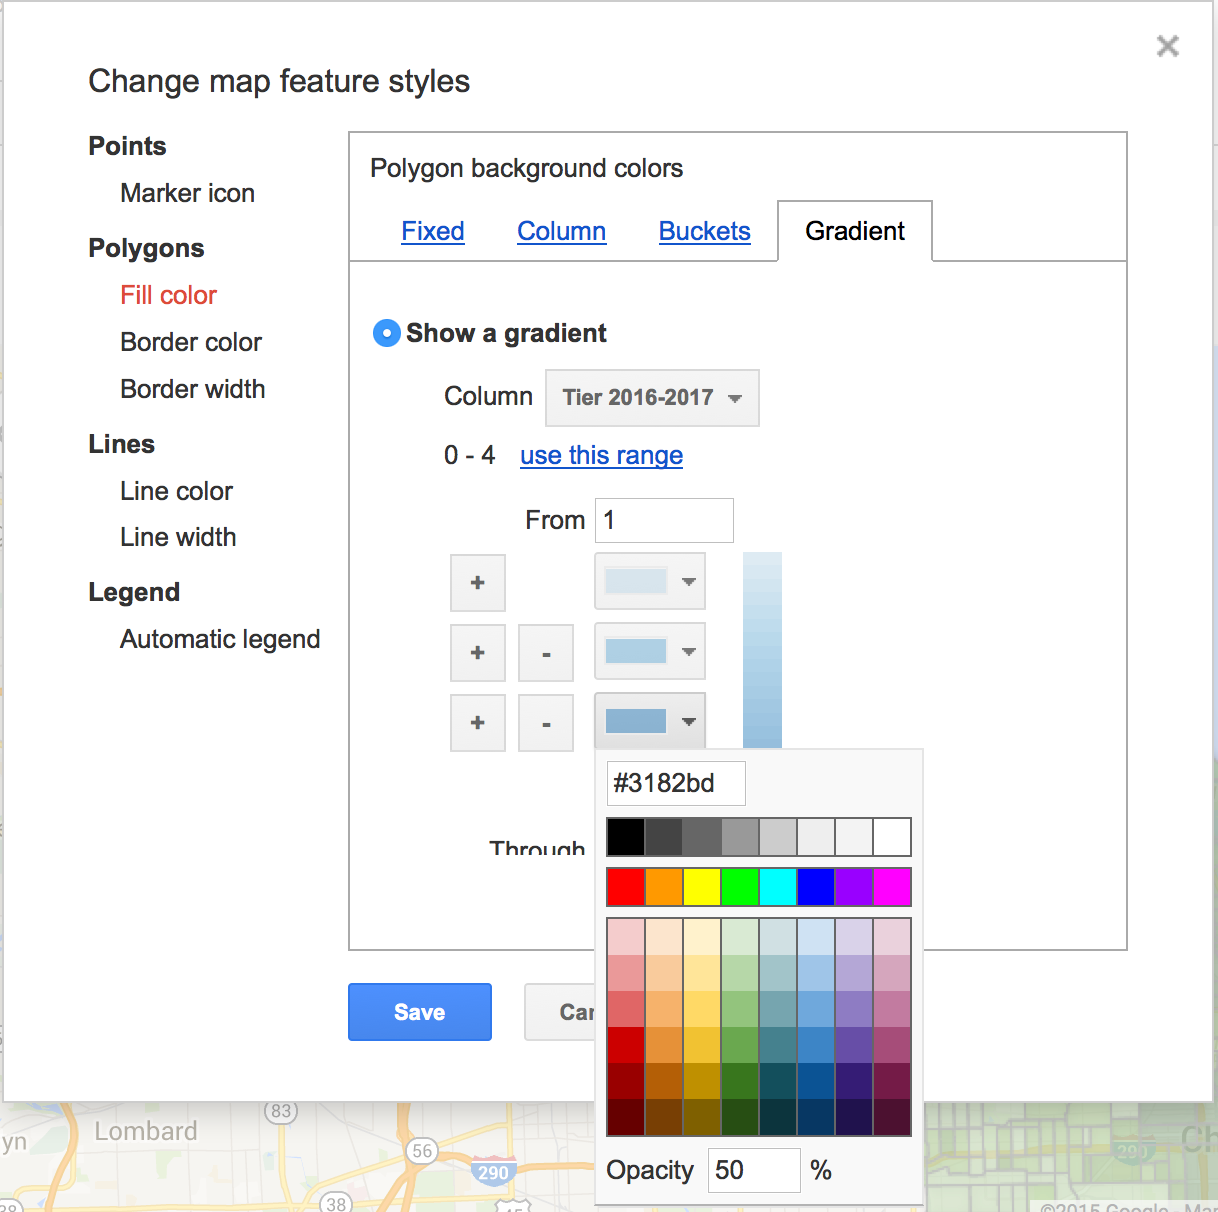 Change map feature styles
Points
Marker icon
Polygons
Fill color
Border color
Border width
Lines
Line color
Line width
Legend
Automatic legend
Polygon background colors
Fixed Column Buckets Gradient
Show a gradient
Column Tier 2016-2017
0 - 4 use this range
From 1
+
+ -
+ -
#3182bd
Through
Save Can
Opacity 50 %
83
Lombard
yn
56
290
290
Ch
38
38
©2015 Google - Map